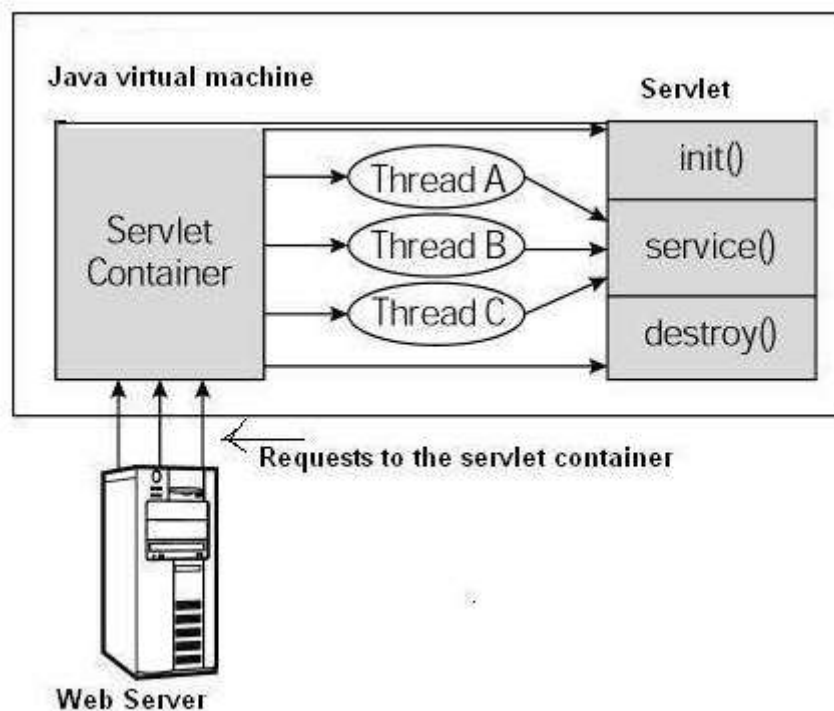 Java virtual machine
Servlet
init()
Thread A
Servlet
Container
Thread B
service()
Thread C
destroy()
Requests to the servlet container
Web Server